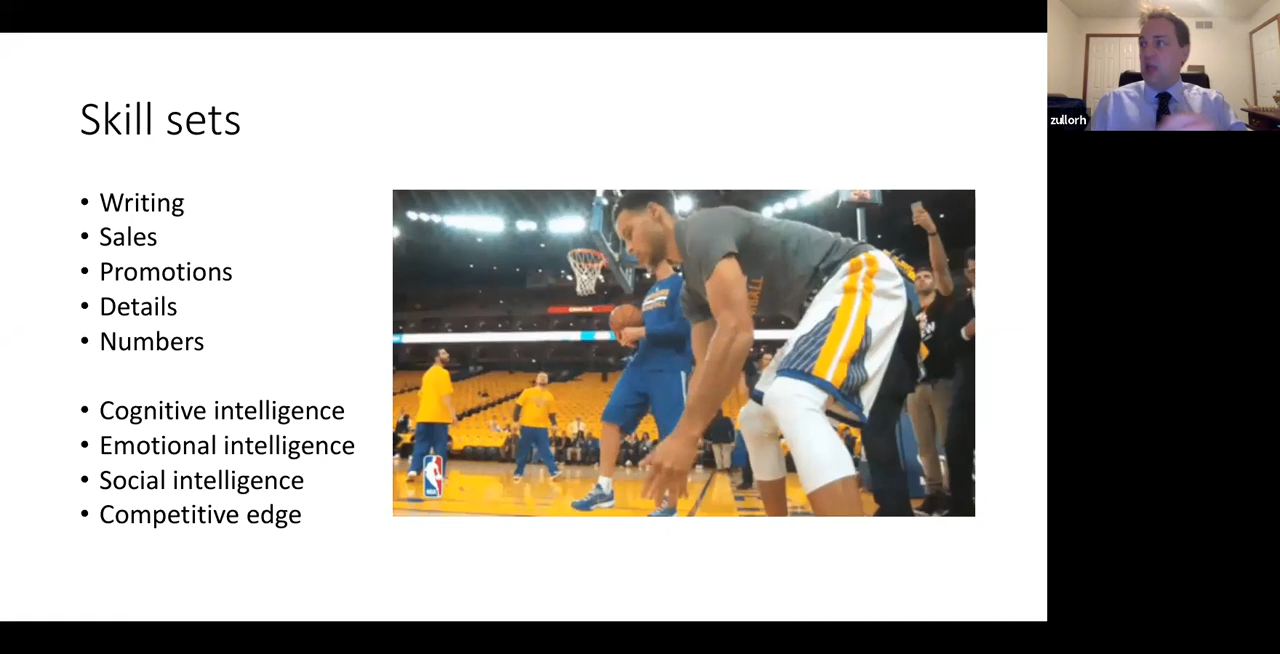 Skill sets
• Writing
• Sales
• Promotions
• Details
• Numbers
• Cognitive intelligence
• Emotional intelligence
• Social intelligence
• Competitive edge
zullorh